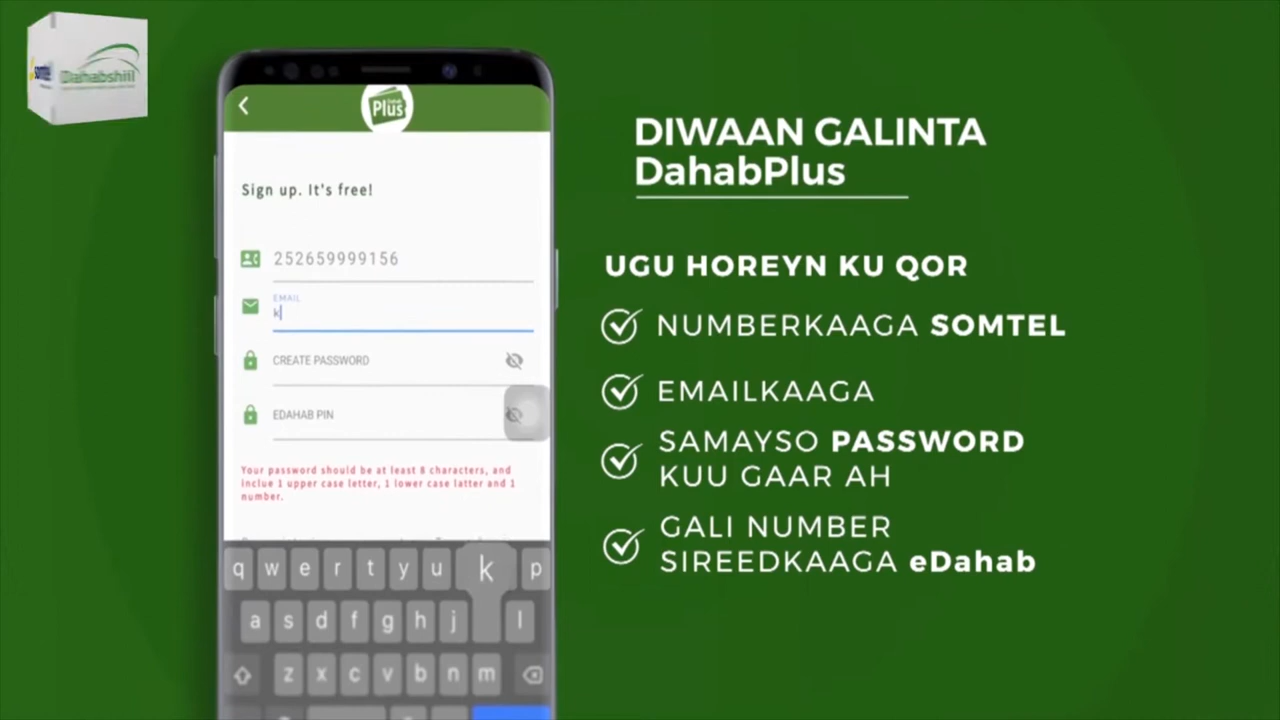 somtel
Dahabshiil
Plus
Sign up. It's free!
252659999156
EMAIL
k
CREATE PASSWORD
EDAHAB PIN
Your password should be at least 8 characters, and
inclue 1 upper case letter, 1 lower case latter and 1
number.
q w e r t y u k p
a s d f g h j l
z x c v b n m
DIWAAN GALINTA
DahabPlus
UGU HOREYN KU QOR
NUMBERKAAGA SOMTEL
EMAILKAAGA
SAMAYSO PASSWORD
KUU GAAR AH
GALI NUMBER
SIREEDKAAGA eDahab